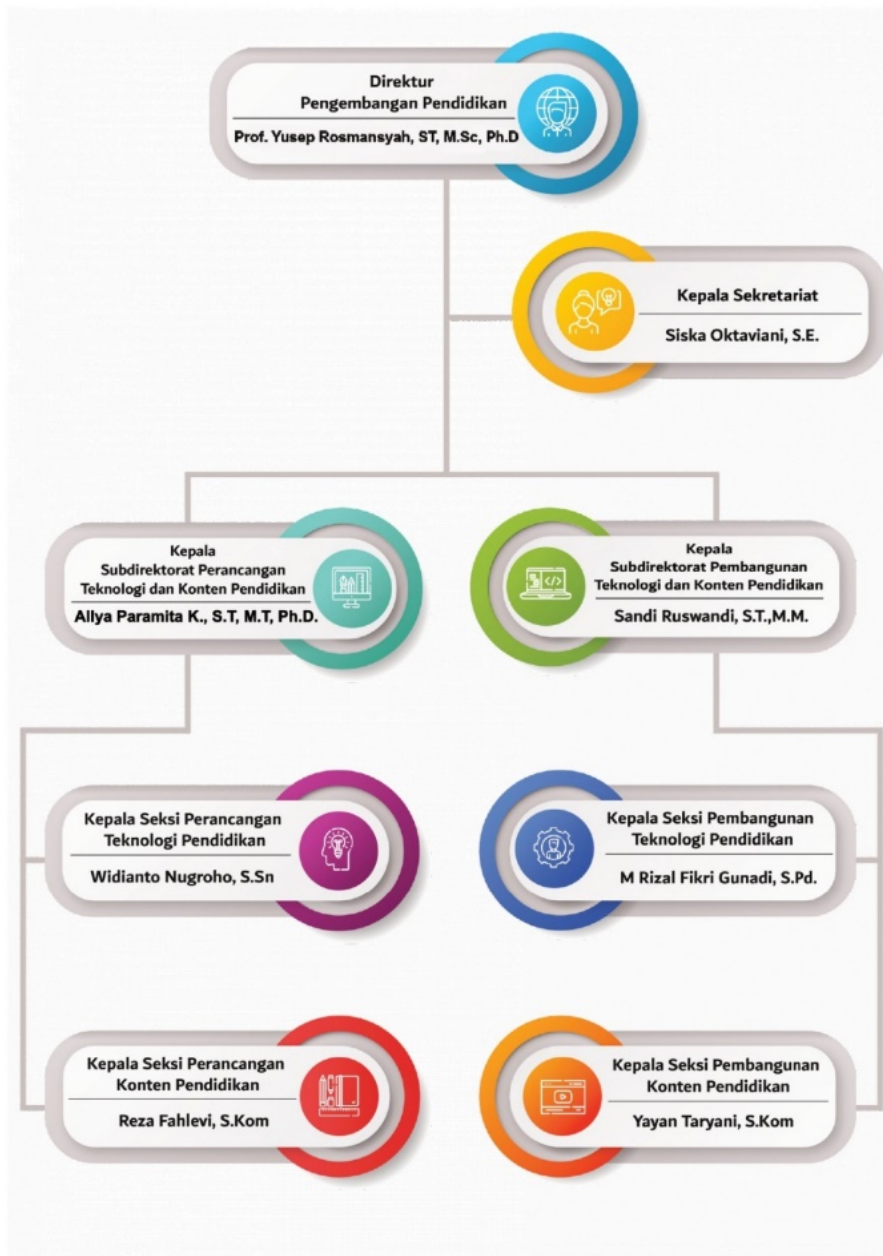 Direktur
Pengembangan Pendidikan
Prof. Yusep Rosmansyah, ST, M.Sc, Ph.D
Kepala Sekretariat
Siska Oktaviani, S.E.
Kepala
Subdirektorat Perancangan
Teknologi dan Konten Pendidikan
Allya Paramita K., S.T, M.T, Ph.D.
Kepala
Subdirektorat Pembangunan
Teknologi dan Konten Pendidikan
Sandi Ruswandi, S.T.,M.M.
Kepala Seksi Perancangan
Teknologi Pendidikan
Widianto Nugroho, S.Sn
Kepala Seksi Pembangunan
Teknologi Pendidikan
M Rizal Fikri Gunadi, S.Pd.
Kepala Seksi Perancangan
Konten Pendidikan
Reza Fahlevi, S.Kom
Kepala Seksi Pembangunan
Konten Pendidikan
Yayan Taryani, S.Kom